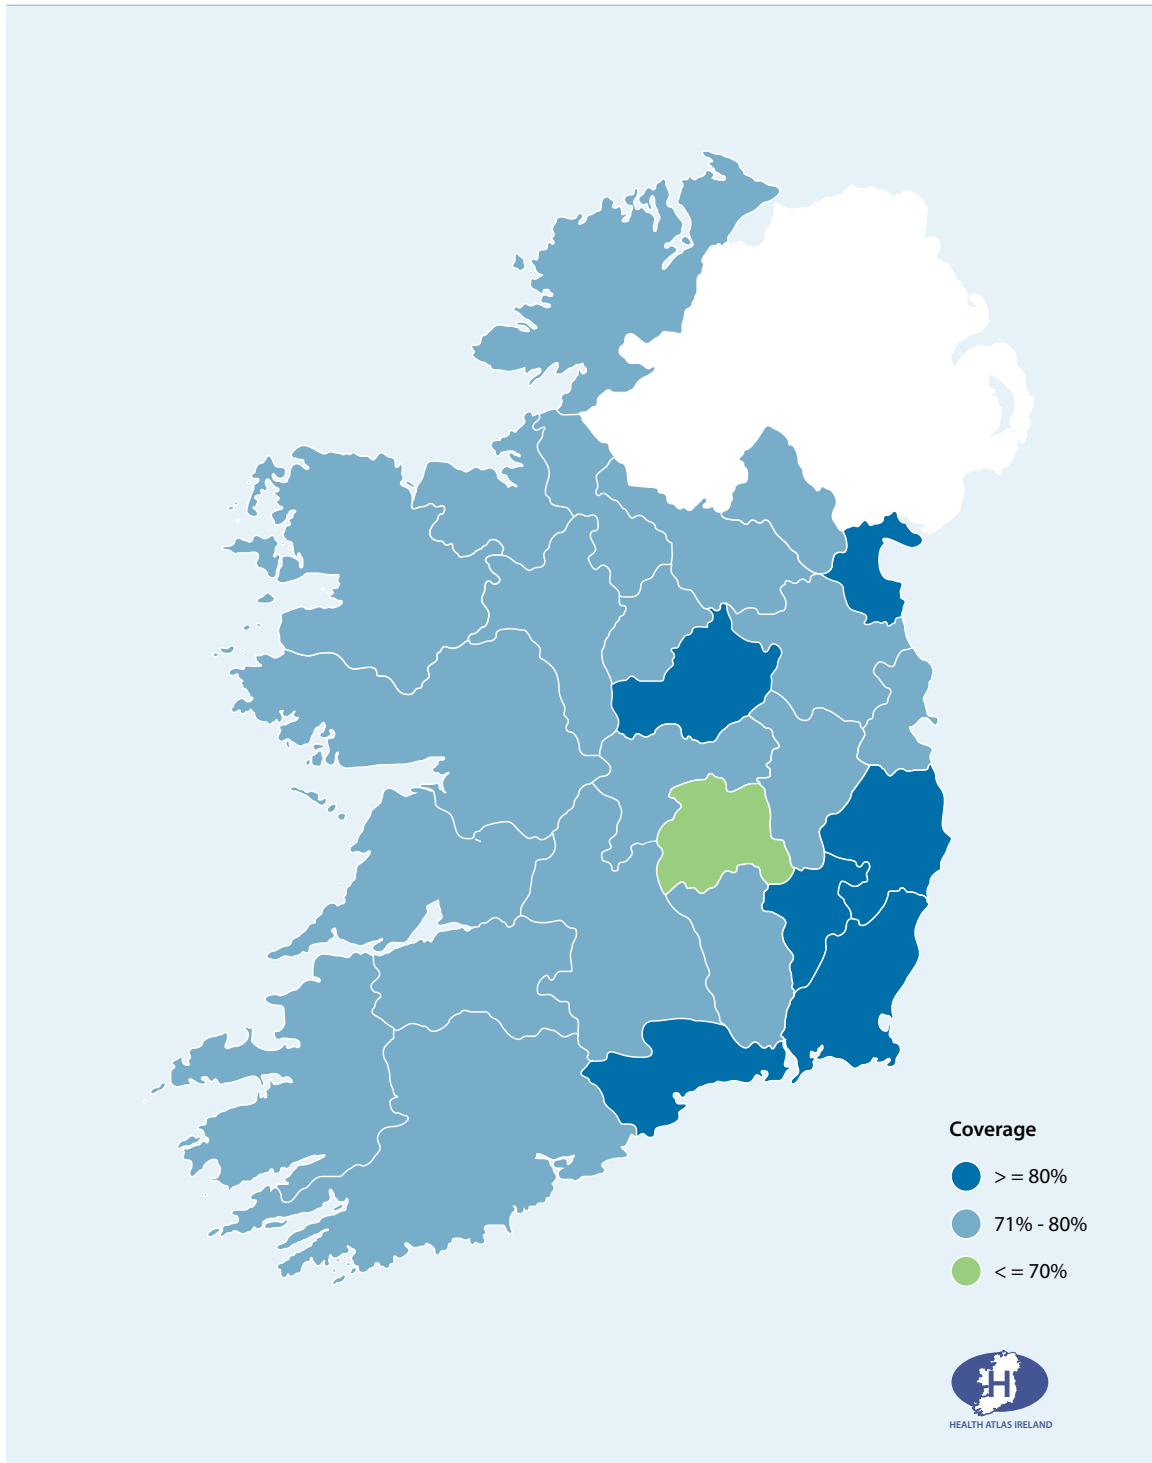 Coverage
> = 80%
71% - 80%
< = 70%
H
HEALTH ATLAS IRELAND